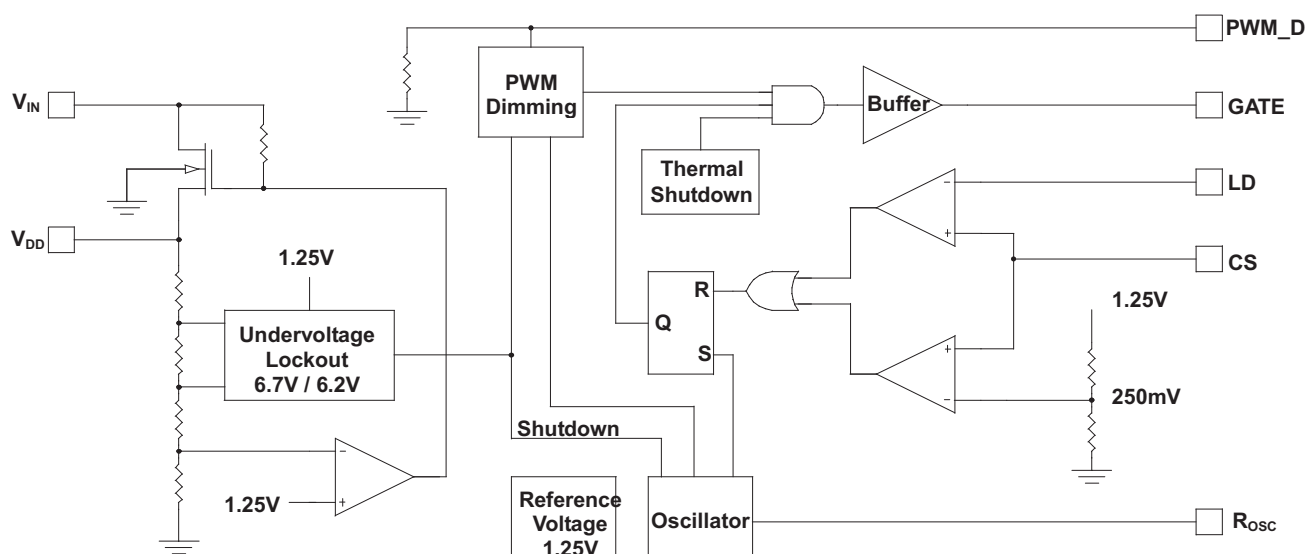 PWM_D
PWM
Dimming
VIN
Buffer
GATE
Thermal
Shutdown
LD
VDD
1.25V
CS
R
Q
S
1.25V
Undervoltage
Lockout
6.7V / 6.2V
250mV
Shutdown
1.25V
Reference
Voltage
1.25V
Oscillator
ROSC
-
+
+
-
-
+